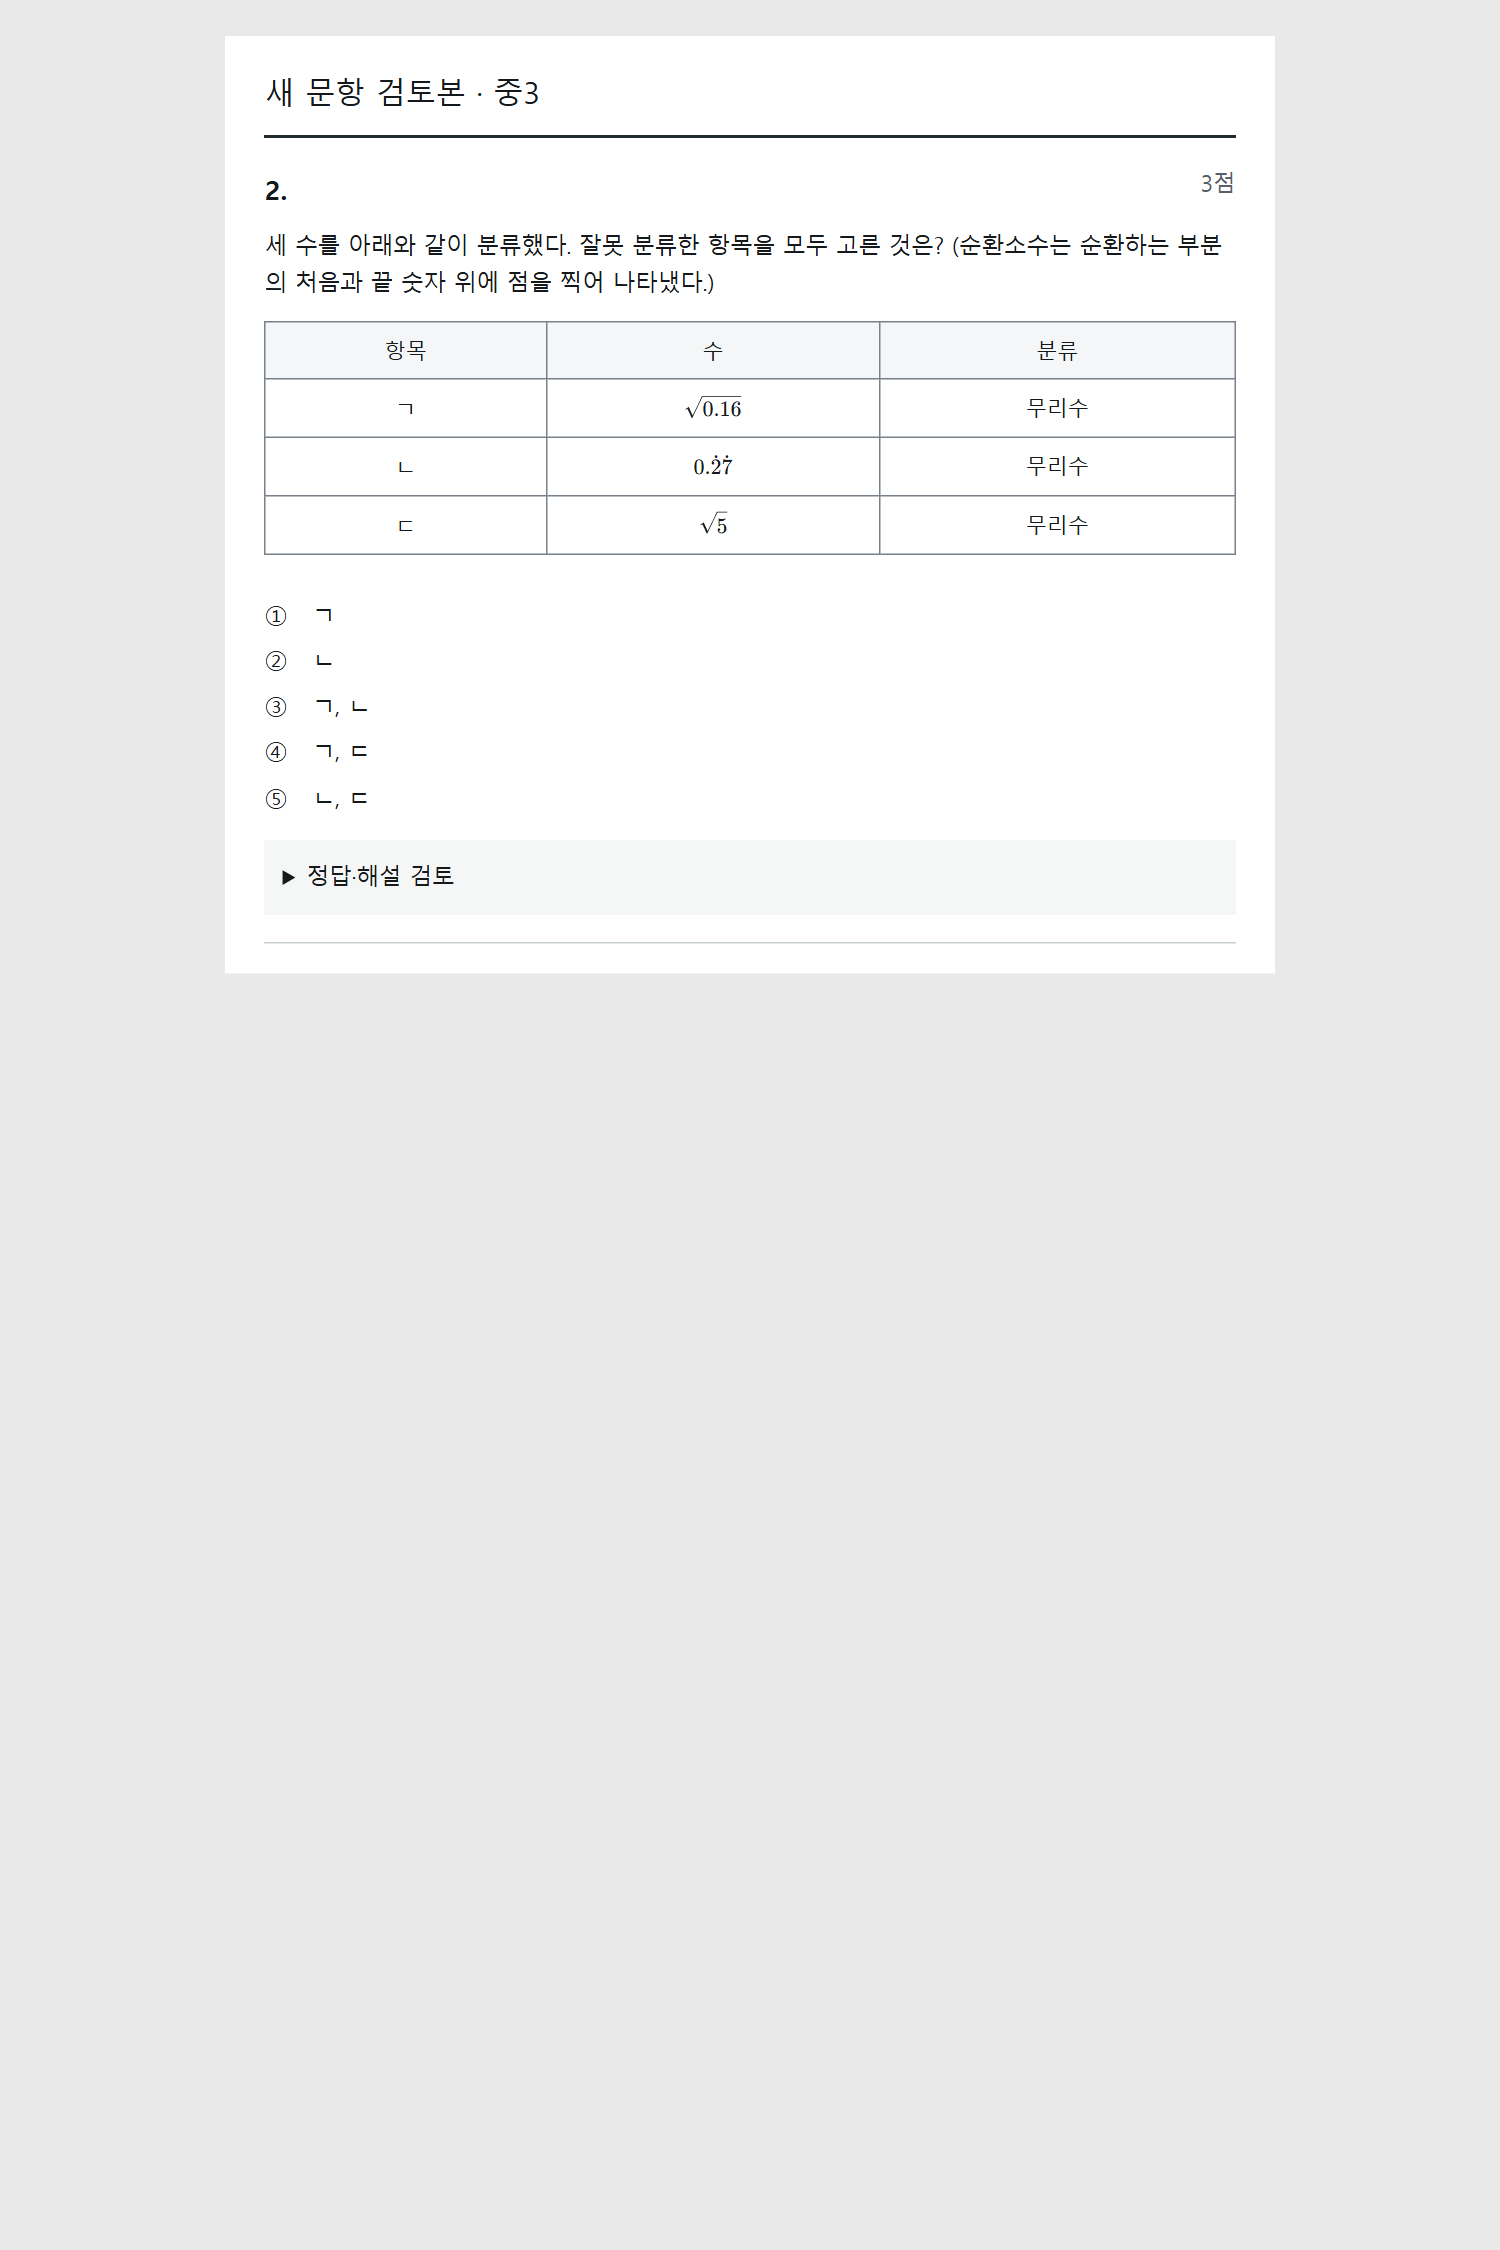 새 문항 검토본 · 중3
2.
3점
세 수를 아래와 같이 분류했다. 잘못 분류한 항목을 모두 고른 것은? (순환소수는 순환하는 부분
의 처음과 끝 숫자 위에 점을 찍어 나타냈다.)
항목 수 분류
ㄱ √0.16 무리수
ㄴ 0.2̇7̇ 무리수
ㄷ √5 무리수
① ㄱ
② ㄴ
③ ㄱ, ㄴ
④ ㄱ, ㄷ
⑤ ㄴ, ㄷ
▶ 정답·해설 검토